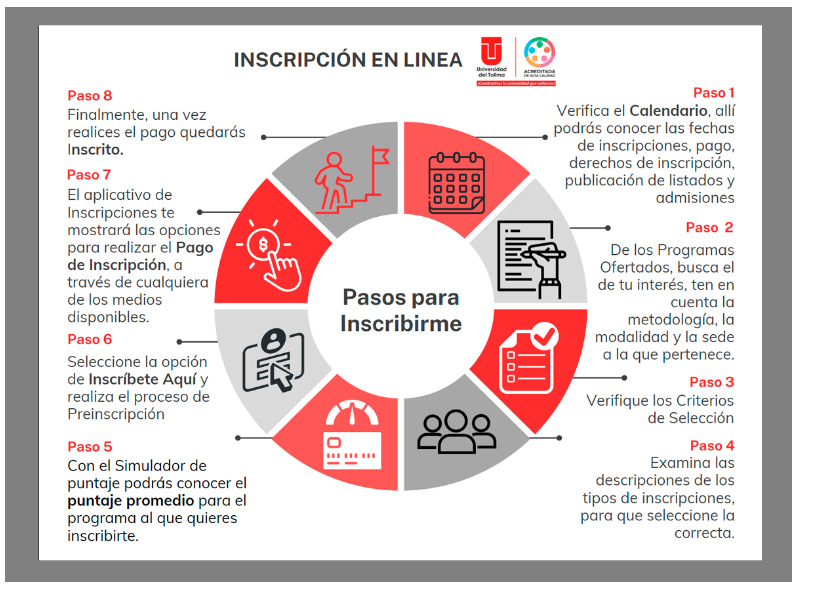 INSCRIPCIÓN EN LINEA
Universidad
del Tolima
ACREDITADA
DE ALTA CALIDAD
Paso 1
Verifica el Calendario, allí
podrás conocer las fechas
de inscripciones, pago,
derechos de inscripción,
publicación de listados y
admisiones
Paso 2
De los Programas
Ofertados, busca el
de tu interés, ten en
cuenta la
metodología, la
modalidad y la sede
a la que pertenece.
Paso 3
Verifique los Criterios
de Selección
Paso 4
Examina las
descripciones de los
tipos de inscripciones,
para que seleccione la
correcta.
Paso 5
Con el Simulador de
puntaje podrás conocer el
puntaje promedio para el
programa al que quieres
inscribirte.
Paso 6
Seleccione la opción
de Inscríbete Aquí y
realiza el proceso de
Preinscripción
Paso 7
El aplicativo de
Inscripciones te
mostrará las opciones
para realizar el Pago
de Inscripción, a
través de cualquiera
de los medios
disponibles.
Paso 8
Finalmente, una vez
realices el pago quedarás
Inscrito.
Pasos para
Inscribirme
$